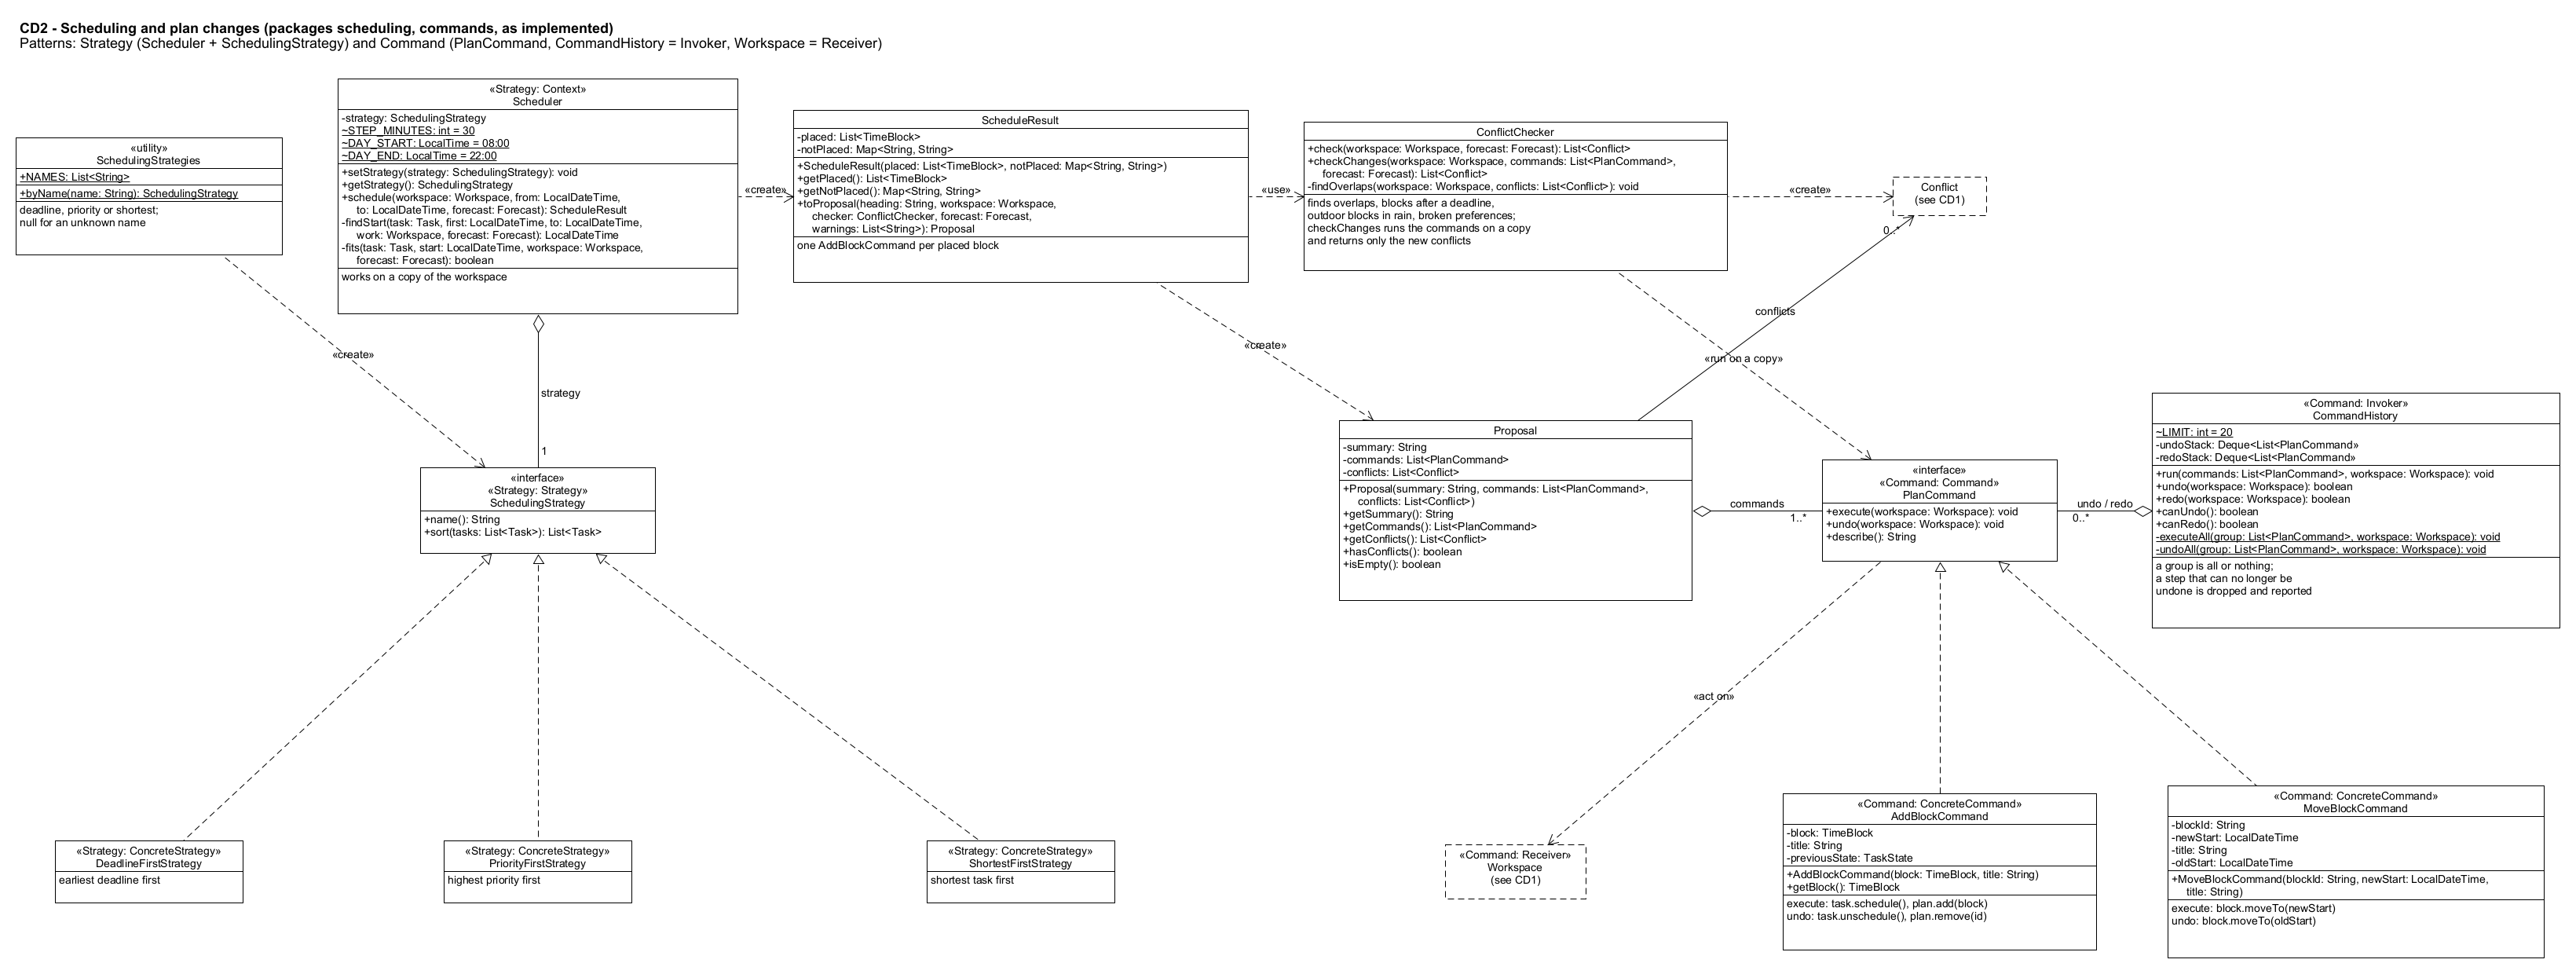 CD2 - Scheduling and plan changes (packages scheduling, commands, as implemented)
Patterns: Strategy (Scheduler + SchedulingStrategy) and Command (PlanCommand, CommandHistory = Invoker, Workspace = Receiver)
«utility»
SchedulingStrategies
+NAMES: List<String>
+byName(name: String): SchedulingStrategy
deadline, priority or shortest;
null for an unknown name
«Strategy: Context»
Scheduler
-strategy: SchedulingStrategy
~STEP_MINUTES: int = 30
~DAY_START: LocalTime = 08:00
~DAY_END: LocalTime = 22:00
+setStrategy(strategy: SchedulingStrategy): void
+getStrategy(): SchedulingStrategy
+schedule(workspace: Workspace, from: LocalDateTime,
to: LocalDateTime, forecast: Forecast): ScheduleResult
-findStart(task: Task, first: LocalDateTime, to: LocalDateTime,
work: Workspace, forecast: Forecast): LocalDateTime
-fits(task: Task, start: LocalDateTime, workspace: Workspace,
forecast: Forecast): boolean
works on a copy of the workspace
«create»
ScheduleResult
-placed: List<TimeBlock>
-notPlaced: Map<String, String>
+ScheduleResult(placed: List<TimeBlock>, notPlaced: Map<String, String>)
+getPlaced(): List<TimeBlock>
+getNotPlaced(): Map<String, String>
+toProposal(heading: String, workspace: Workspace,
checker: ConflictChecker, forecast: Forecast,
warnings: List<String>): Proposal
one AddBlockCommand per placed block
«use»
ConflictChecker
+check(workspace: Workspace, forecast: Forecast): List<Conflict>
+checkChanges(workspace: Workspace, commands: List<PlanCommand>,
forecast: Forecast): List<Conflict>
-findOverlaps(workspace: Workspace, conflicts: List<Conflict>): void
finds overlaps, blocks after a deadline,
outdoor blocks in rain, broken preferences;
checkChanges runs the commands on a copy
and returns only the new conflicts
«create»
Conflict
(see CD1)
0..*
conflicts
«create»
«create»
«run on a copy»
strategy
1
«interface»
«Strategy: Strategy»
SchedulingStrategy
+name(): String
+sort(tasks: List<Task>): List<Task>
Proposal
-summary: String
-commands: List<PlanCommand>
-conflicts: List<Conflict>
+Proposal(summary: String, commands: List<PlanCommand>,
conflicts: List<Conflict>)
+getSummary(): String
+getCommands(): List<PlanCommand>
+getConflicts(): List<Conflict>
+hasConflicts(): boolean
+isEmpty(): boolean
commands
1..*
«interface»
«Command: Command»
PlanCommand
+execute(workspace: Workspace): void
+undo(workspace: Workspace): void
+describe(): String
undo / redo
0..*
«Command: Invoker»
CommandHistory
~LIMIT: int = 20
-undoStack: Deque<List<PlanCommand»
-redoStack: Deque<List<PlanCommand»
+run(commands: List<PlanCommand>, workspace: Workspace): void
+undo(workspace: Workspace): boolean
+redo(workspace: Workspace): boolean
+canUndo(): boolean
+canRedo(): boolean
-executeAll(group: List<PlanCommand>, workspace: Workspace): void
-undoAll(group: List<PlanCommand>, workspace: Workspace): void
a group is all or nothing;
a step that can no longer be
undone is dropped and reported
«act on»
«Strategy: ConcreteStrategy»
DeadlineFirstStrategy
earliest deadline first
«Strategy: ConcreteStrategy»
PriorityFirstStrategy
highest priority first
«Strategy: ConcreteStrategy»
ShortestFirstStrategy
shortest task first
«Command: Receiver»
Workspace
(see CD1)
«Command: ConcreteCommand»
AddBlockCommand
-block: TimeBlock
-title: String
-previousState: TaskState
+AddBlockCommand(block: TimeBlock, title: String)
+getBlock(): TimeBlock
execute: task.schedule(), plan.add(block)
undo: task.unschedule(), plan.remove(id)
«Command: ConcreteCommand»
MoveBlockCommand
-blockId: String
-newStart: LocalDateTime
-title: String
-oldStart: LocalDateTime
+MoveBlockCommand(blockId: String, newStart: LocalDateTime,
title: String)
execute: block.moveTo(newStart)
undo: block.moveTo(oldStart)